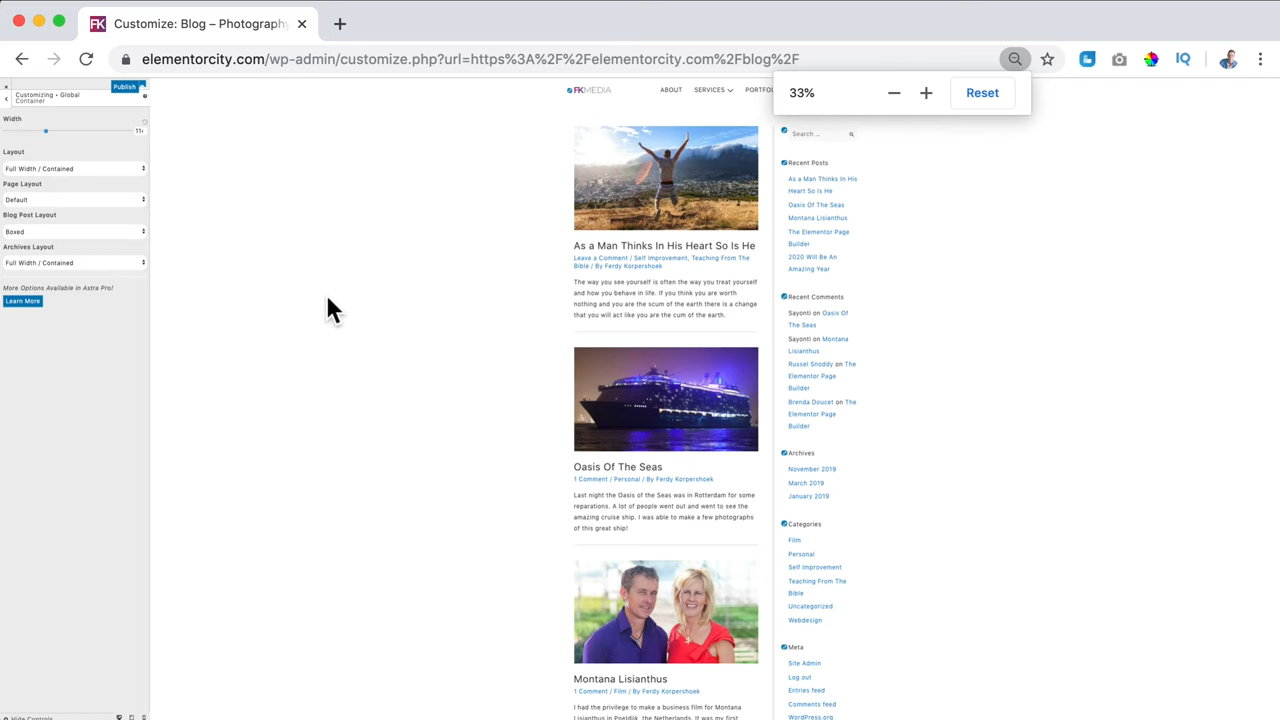 Customize: Blog – Photography
elementorcity.com/wp-admin/customize.php?url=https%3A%2F%2Felementorcity.com%2Fblog%2F
IQ
33%
Reset
Publish
Customizing • Global
Container
Width
11
Layout
Full Width / Contained
Page Layout
Default
Blog Post Layout
Boxed
Archives Layout
Full Width / Contained
More Options Available in Astra Pro!
Learn More
Hide Controls
FKMEDIA
ABOUT
SERVICES
As a Man Thinks In His Heart So Is He
Leave a Comment / Self Improvement, Teaching From The
Bible / By Ferdy Korpershoek
The way you see yourself is often the way you treat yourself
and how you behave in life. If you think you are worth
nothing and you are the scum of the earth there is a change
that you will act like you are the cum of the earth.
Oasis Of The Seas
1 Comment / Personal / By Ferdy Korpershoek
Last night the Oasis of the Seas was in Rotterdam for some
reparations. A lot of people went out and went to see the
amazing cruise ship. I was able to make a few photographs
of this great ship!
Montana Lisianthus
1 Comment / Film / By Ferdy Korpershoek
I had the privilege to make a business film for Montana
Lisianthus in Poeldijk, the Netherlands. It was my first
Search ...
Recent Posts
As a Man Thinks In His
Heart So Is He
Oasis Of The Seas
Montana Lisianthus
The Elementor Page
Builder
2020 Will Be An
Amazing Year
Recent Comments
Sayonti on Oasis Of
The Seas
Sayonti on Montana
Lisianthus
Russel Snoddy on The
Elementor Page
Builder
Brenda Doucet on The
Elementor Page
Builder
Archives
November 2019
March 2019
January 2019
Categories
Film
Personal
Self Improvement
Teaching From The
Bible
Uncategorized
Webdesign
Meta
Site Admin
Log out
Entries feed
Comments feed
WordPress.org